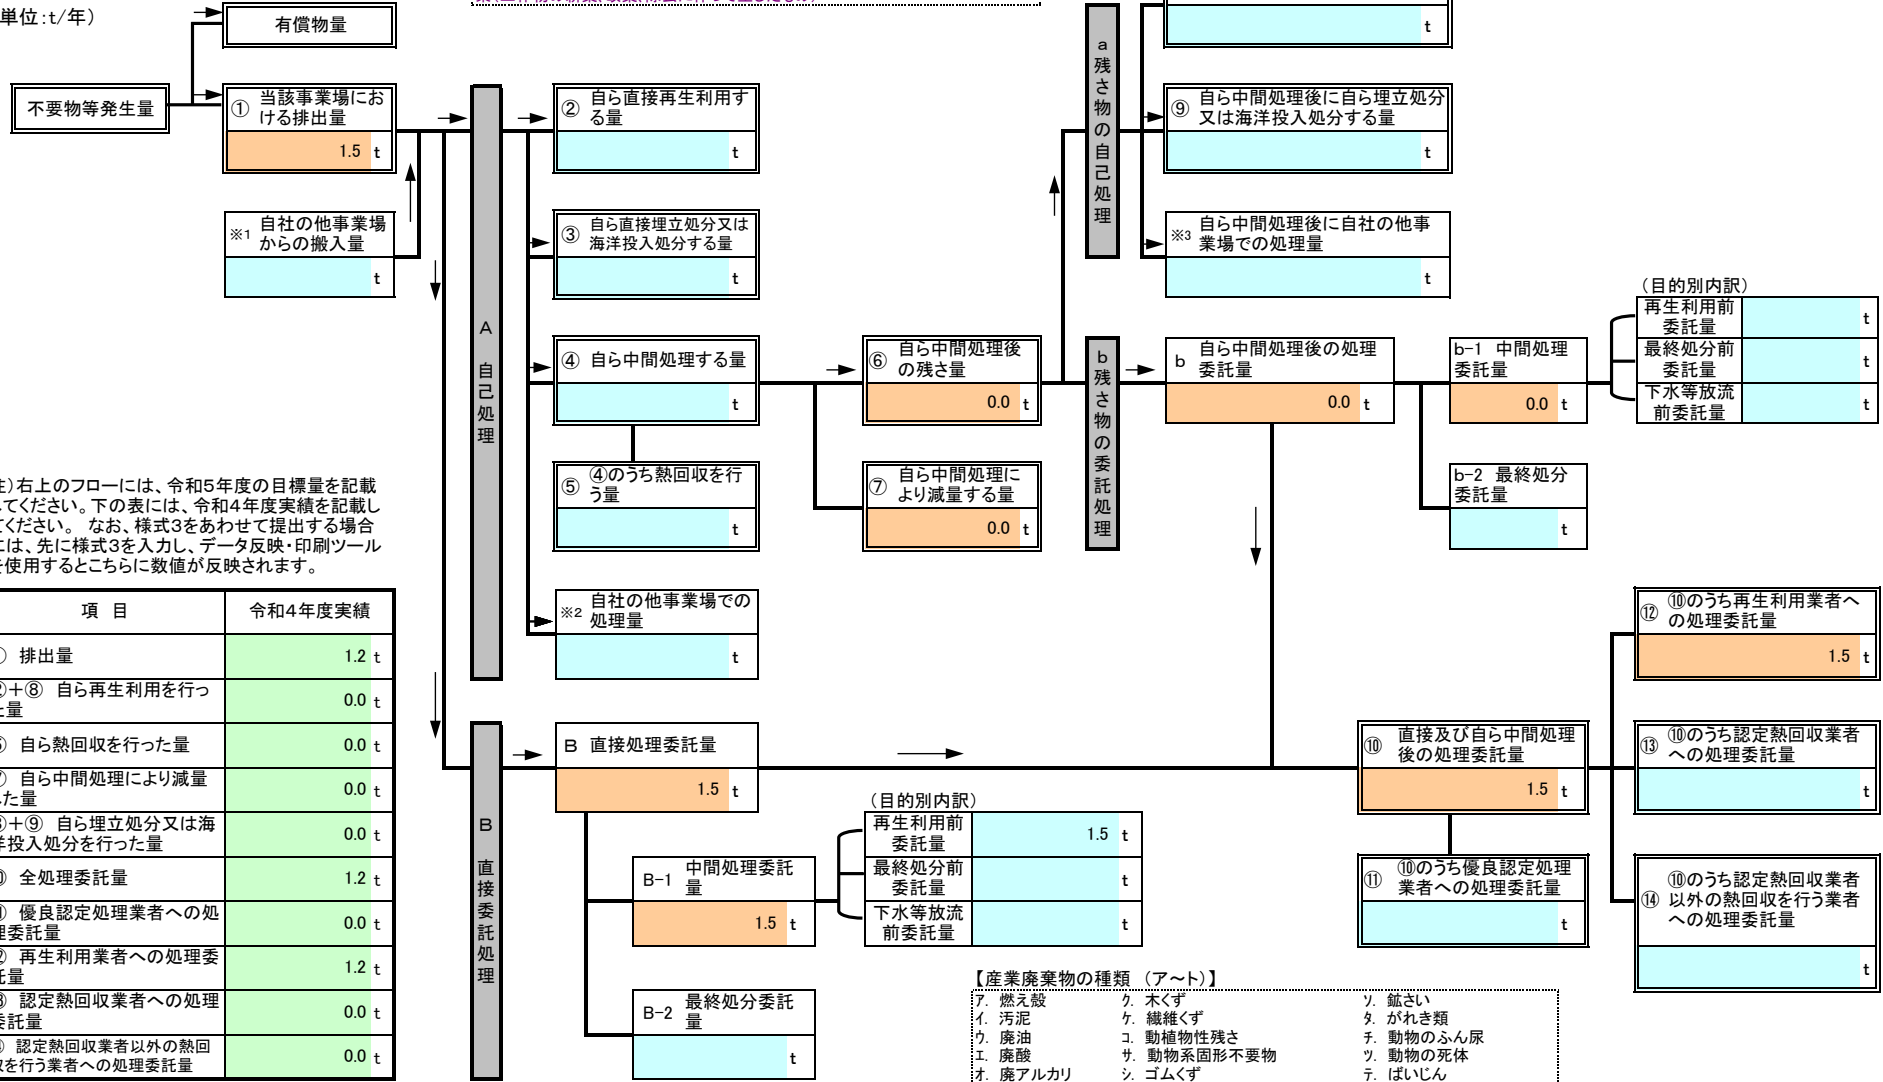 単位:t/年）
有償物量
不要物等発生量
① 当該事業場にお
ける排出量
1.5 t
※1 自社の他事業場
からの搬入量
t
A 自己処理
② 自ら直接再生利用す
る量
t
③ 自ら直接埋立処分又は
海洋投入処分する量
t
④ 自ら中間処理する量
t
⑤ ④のうち熱回収を行
う量
t
※2 自社の他事業場での
処理量
t
⑥ 自ら中間処理後
の残さ量
0.0 t
⑦ 自ら中間処理に
より減量する量
0.0 t
a 残さ物の自己処理
t
⑨ 自ら中間処理後に自ら埋立処分
又は海洋投入処分する量
t
※3 自ら中間処理後に自社の他事
業場での処理量
t
b 残さ物の委託処理
b 自ら中間処理後の処理
委託量
0.0 t
b-1 中間処理
委託量
0.0 t
b-2 最終処分
委託量
t
（目的別内訳）
再生利用前
委託量
t
最終処分前
委託量
t
下水等放流
前委託量
t
）右上のフローには、令和5年度の目標量を記載
してください。下の表には、令和4年度実績を記載し
てください。 なお、様式3をあわせて提出する場合
には、先に様式3を入力し、データ反映・印刷ツール
を使用するとこちらに数値が反映されます。
項 目 令和4年度実績
排出量 1.2 t
＋⑧ 自ら再生利用を行っ
た量 0.0 t
自ら熱回収を行った量 0.0 t
自ら中間処理により減量
した量 0.0 t
＋⑨ 自ら埋立処分又は海
洋投入処分を行った量 0.0 t
全処理委託量 1.2 t
優良認定処理業者への処
理委託量 0.0 t
再生利用業者への処理委
託量 1.2 t
認定熱回収業者への処理
委託量 0.0 t
認定熱回収業者以外の熱回
収を行う業者への処理委託量 0.0 t
B 直接委託処理
B 直接処理委託量
1.5 t
B-1 中間処理委託
量
1.5 t
B-2 最終処分委託
量
t
（目的別内訳）
再生利用前
委託量
1.5 t
最終処分前
委託量
t
下水等放流
前委託量
t
⑩ 直接及び自ら中間処理
後の処理委託量
1.5 t
⑪ ⑩のうち優良認定処理
業者への処理委託量
t
⑫ ⑩のうち再生利用業者へ
の処理委託量
1.5 t
⑬ ⑩のうち認定熱回収業者
への処理委託量
t
⑭ ⑩のうち認定熱回収業者
以外の熱回収を行う業者
への処理委託量
t
【産業廃棄物の種類 （ア～ト）】
ア. 燃え殻 ク. 木くず ソ. 鉱さい
イ. 汚泥 ケ. 繊維くず タ. がれき類
ウ. 廃油 コ. 動植物性残さ チ. 動物のふん尿
エ. 廃酸 サ. 動物系固形不要物 ツ. 動物の死体
オ. 廃アルカリ シ. ゴムくず テ. ばいじん